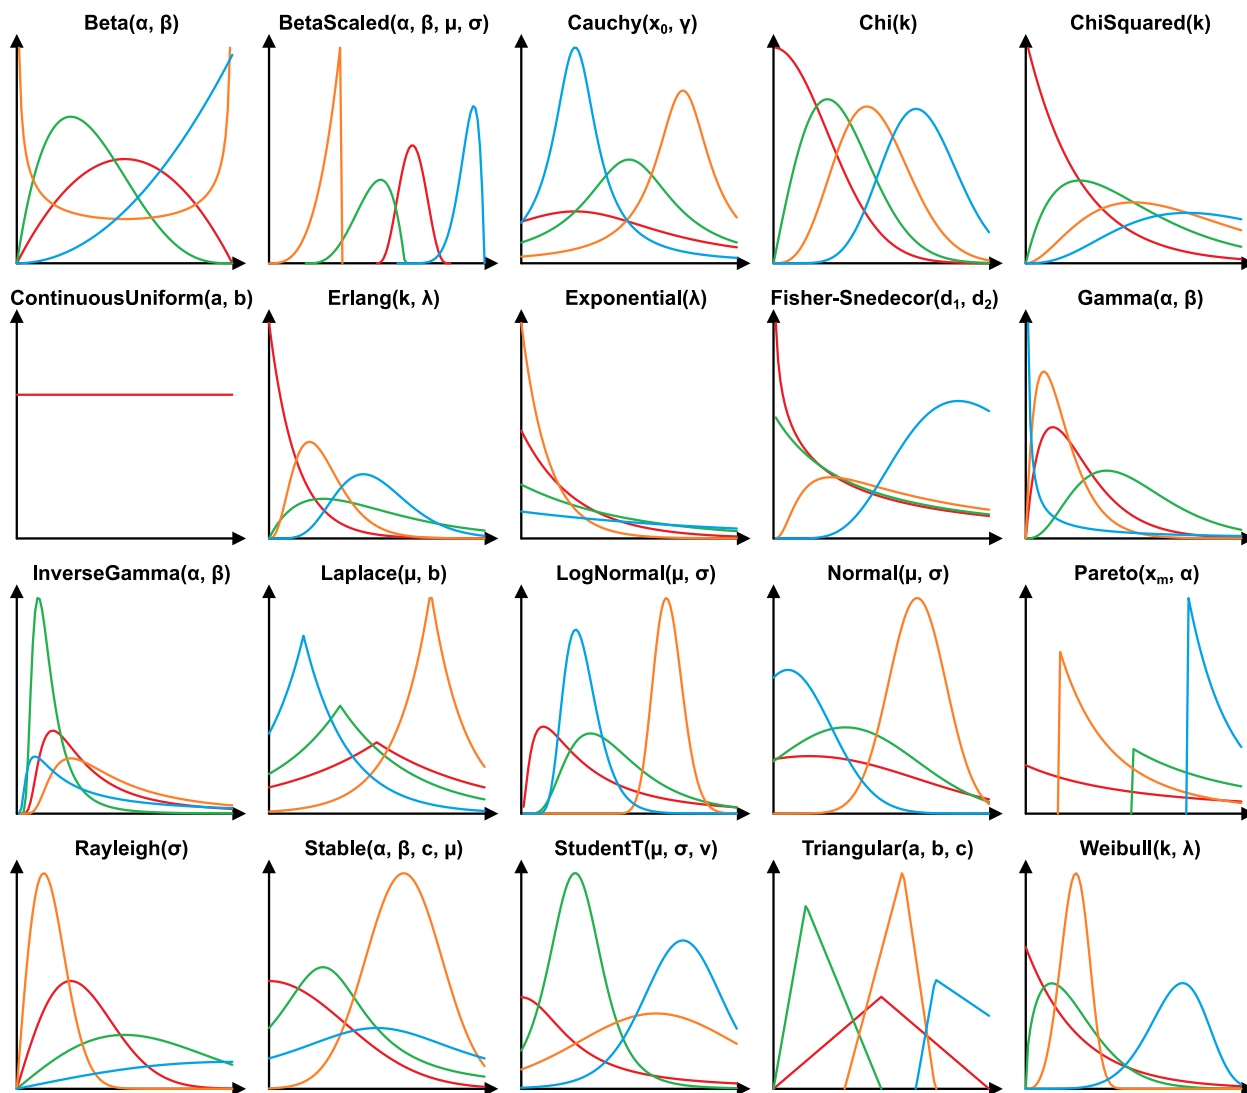 Beta(α, β)
BetaScaled(α, β, μ, σ)
Cauchy(x₀, γ)
Chi(k)
ChiSquared(k)
ContinuousUniform(a, b)
Erlang(k, λ)
Exponential(λ)
Fisher-Snedecor(d₁, d₂)
Gamma(α, β)
InverseGamma(α, β)
Laplace(μ, b)
LogNormal(μ, σ)
Normal(μ, σ)
Pareto(xₘ, α)
Rayleigh(σ)
Stable(α, β, c, μ)
StudentT(μ, σ, ν)
Triangular(a, b, c)
Weibull(k, λ)